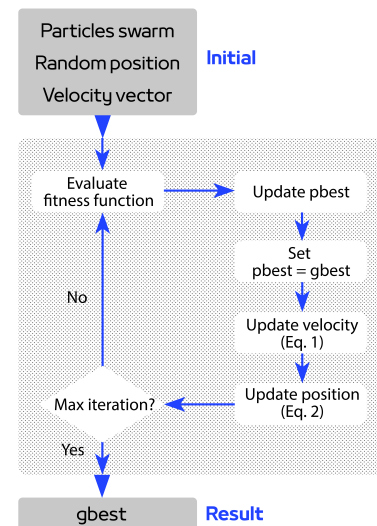 Particles swarm
Random position
Velocity vector
Initial
Evaluate
fitness function
Update pbest
Set
pbest = gbest
Update velocity
(Eq. 1)
Update position
(Eq. 2)
Max iteration?
No
Yes
gbest
Result